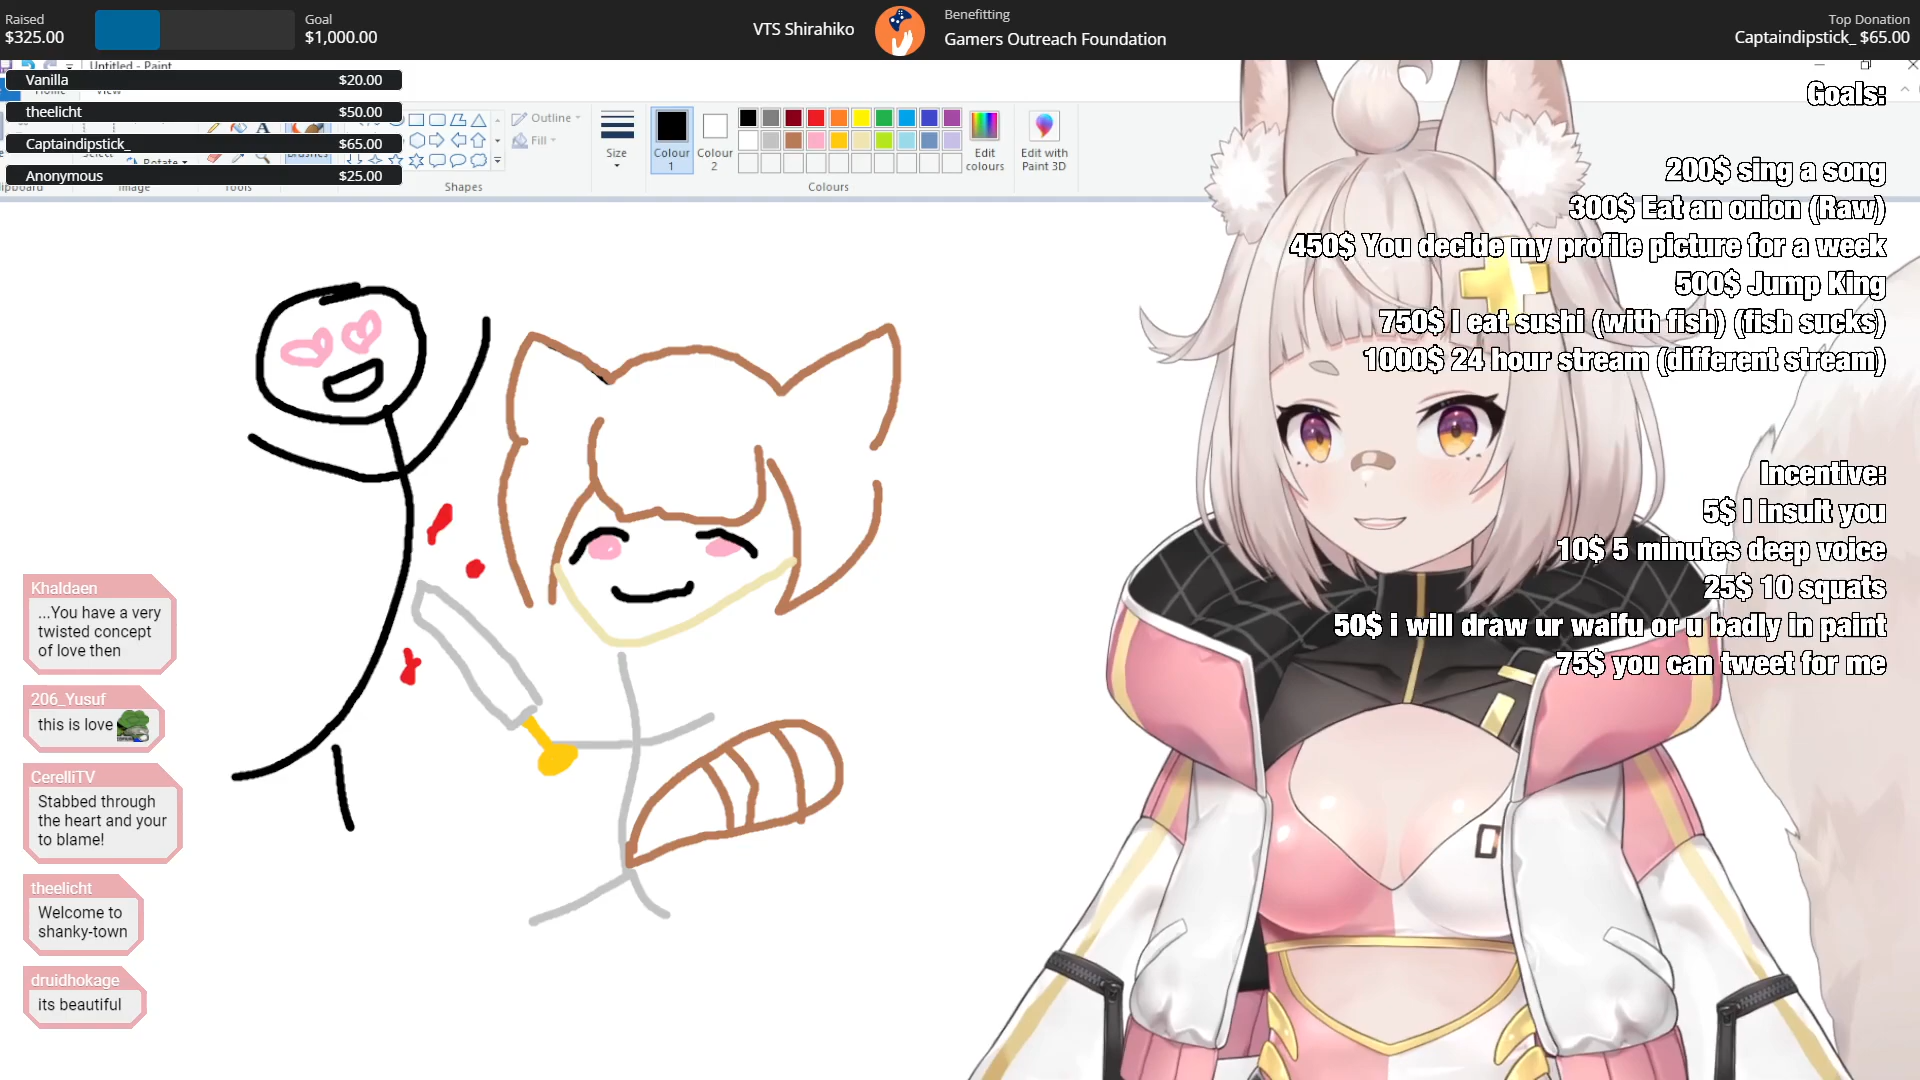 Raised
$325.00
Goal
$1,000.00
VTS Shirahiko
Benefitting
Gamers Outreach Foundation
Top Donation
Captaindipstick_ $65.00
Untitled - Paint
Vanilla $20.00
theelicht $50.00
Captaindipstick_ $65.00
Anonymous $25.00
Rotate
Image
Tools
Shapes
Outline
Fill
Size
Colour 1
Colour 2
Edit colours
Edit with Paint 3D
Colours
Goals:
200$ sing a song
300$ Eat an onion (Raw)
450$ You decide my profile picture for a week
500$ Jump King
750$ I eat sushi (with fish) (fish sucks)
1000$ 24 hour stream (different stream)
Incentive:
5$ I insult you
10$ 5 minutes deep voice
25$ 10 squats
50$ i will draw ur waifu or u badly in paint
75$ you can tweet for me
Khaldaen
...You have a very
twisted concept
of love then
206_Yusuf
this is love
CerelliTV
Stabbed through
the heart and your
to blame!
theelicht
Welcome to
shanky-town
druidhokage
its beautiful